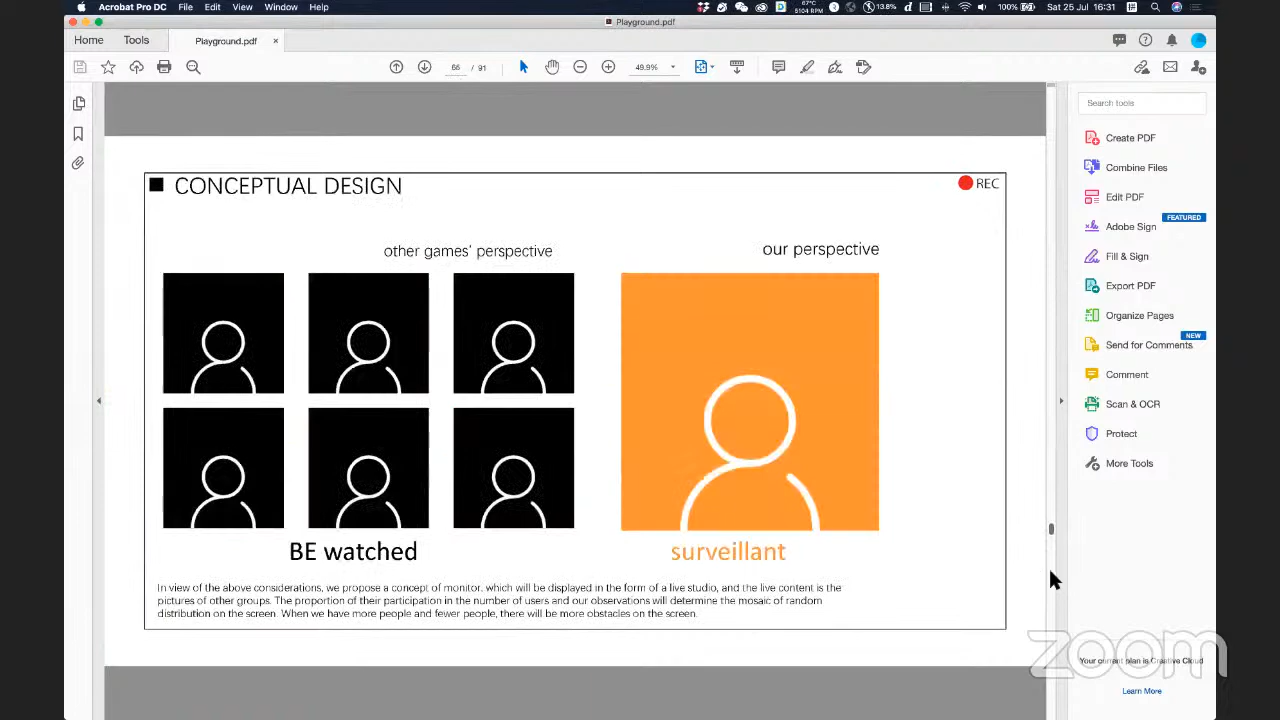 Acrobat Pro DC File Edit View Window Help 67°C 5104 RPM 13.8% 100% Sat 25 Jul 16:31
Playground.pdf
Home Tools Playground.pdf ×
66 / 91 49.9%
Search tools
Create PDF
Combine Files
Edit PDF
FEATURED
Adobe Sign
Fill & Sign
Export PDF
Organize Pages
NEW
Send for Comments
Comment
Scan & OCR
Protect
More Tools
CONCEPTUAL DESIGN
REC
other games' perspective
our perspective
BE watched
surveillant
In view of the above considerations, we propose a concept of monitor, which will be displayed in the form of a live studio, and the live content is the
pictures of other groups. The proportion of their participation in the number of users and our observations will determine the mosaic of random
distribution on the screen. When we have more people and fewer people, there will be more obstacles on the screen.
zoom
Your current plan is Creative Cloud
Learn More